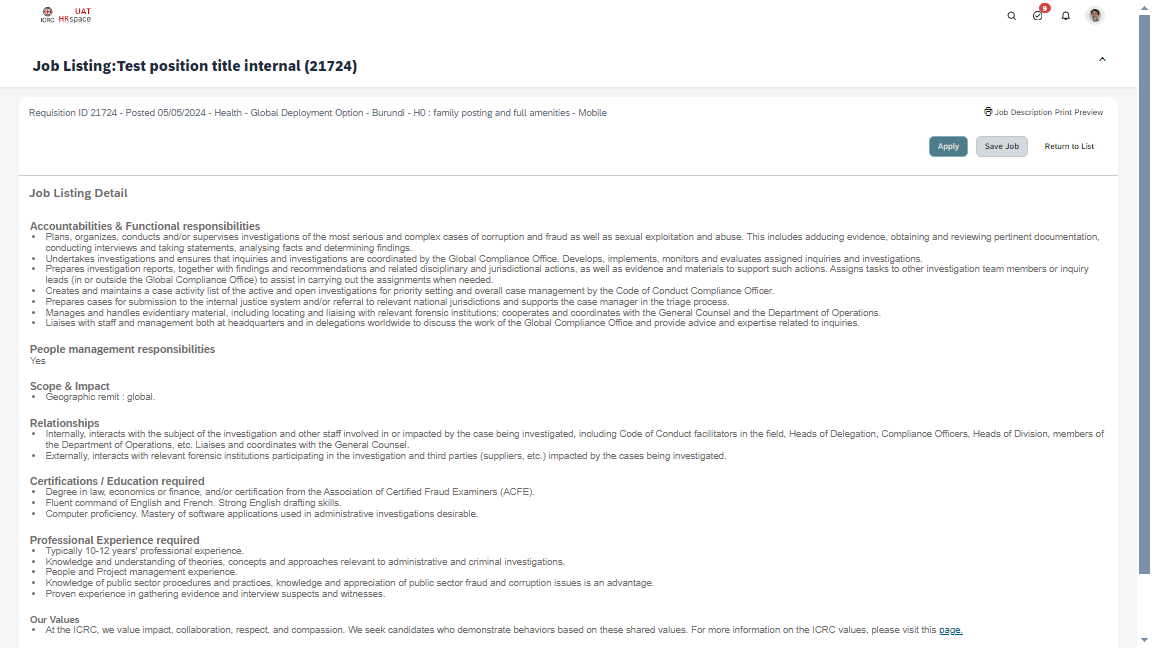 UAT
ICRC HRspace
9
Job Listing:Test position title internal (21724)
Requisition ID 21724 - Posted 05/05/2024 - Health - Global Deployment Option - Burundi - H0 : family posting and full amenities - Mobile
Job Description Print Preview
Apply
Save Job
Return to List
Job Listing Detail
Accountabilities & Functional responsibilities
• Plans, organizes, conducts and/or supervises investigations of the most serious and complex cases of corruption and fraud as well as sexual exploitation and abuse. This includes adducing evidence, obtaining and reviewing pertinent documentation,
conducting interviews and taking statements, analysing facts and determining findings.
• Undertakes investigations and ensures that inquiries and investigations are coordinated by the Global Compliance Office. Develops, implements, monitors and evaluates assigned inquiries and investigations.
• Prepares investigation reports, together with findings and recommendations and related disciplinary and jurisdictional actions, as well as evidence and materials to support such actions. Assigns tasks to other investigation team members or inquiry
leads (in or outside the Global Compliance Office) to assist in carrying out the assignments when needed.
• Creates and maintains a case activity list of the active and open investigations for priority setting and overall case management by the Code of Conduct Compliance Officer.
• Prepares cases for submission to the internal justice system and/or referral to relevant national jurisdictions and supports the case manager in the triage process.
• Manages and handles evidentiary material, including locating and liaising with relevant forensic institutions; cooperates and coordinates with the General Counsel and the Department of Operations.
• Liaises with staff and management both at headquarters and in delegations worldwide to discuss the work of the Global Compliance Office and provide advice and expertise related to inquiries.
People management responsibilities
Yes
Scope & Impact
• Geographic remit : global.
Relationships
• Internally, interacts with the subject of the investigation and other staff involved in or impacted by the case being investigated, including Code of Conduct facilitators in the field, Heads of Delegation, Compliance Officers, Heads of Division, members of
the Department of Operations, etc. Liaises and coordinates with the General Counsel.
• Externally, interacts with relevant forensic institutions participating in the investigation and third parties (suppliers, etc.) impacted by the cases being investigated.
Certifications / Education required
• Degree in law, economics or finance, and/or certification from the Association of Certified Fraud Examiners (ACFE).
• Fluent command of English and French. Strong English drafting skills.
• Computer proficiency. Mastery of software applications used in administrative investigations desirable.
Professional Experience required
• Typically 10-12 years' professional experience.
• Knowledge and understanding of theories, concepts and approaches relevant to administrative and criminal investigations.
• People and Project management experience.
• Knowledge of public sector procedures and practices, knowledge and appreciation of public sector fraud and corruption issues is an advantage.
• Proven experience in gathering evidence and interview suspects and witnesses.
Our Values
• At the ICRC, we value impact, collaboration, respect, and compassion. We seek candidates who demonstrate behaviors based on these shared values. For more information on the ICRC values, please visit this page.